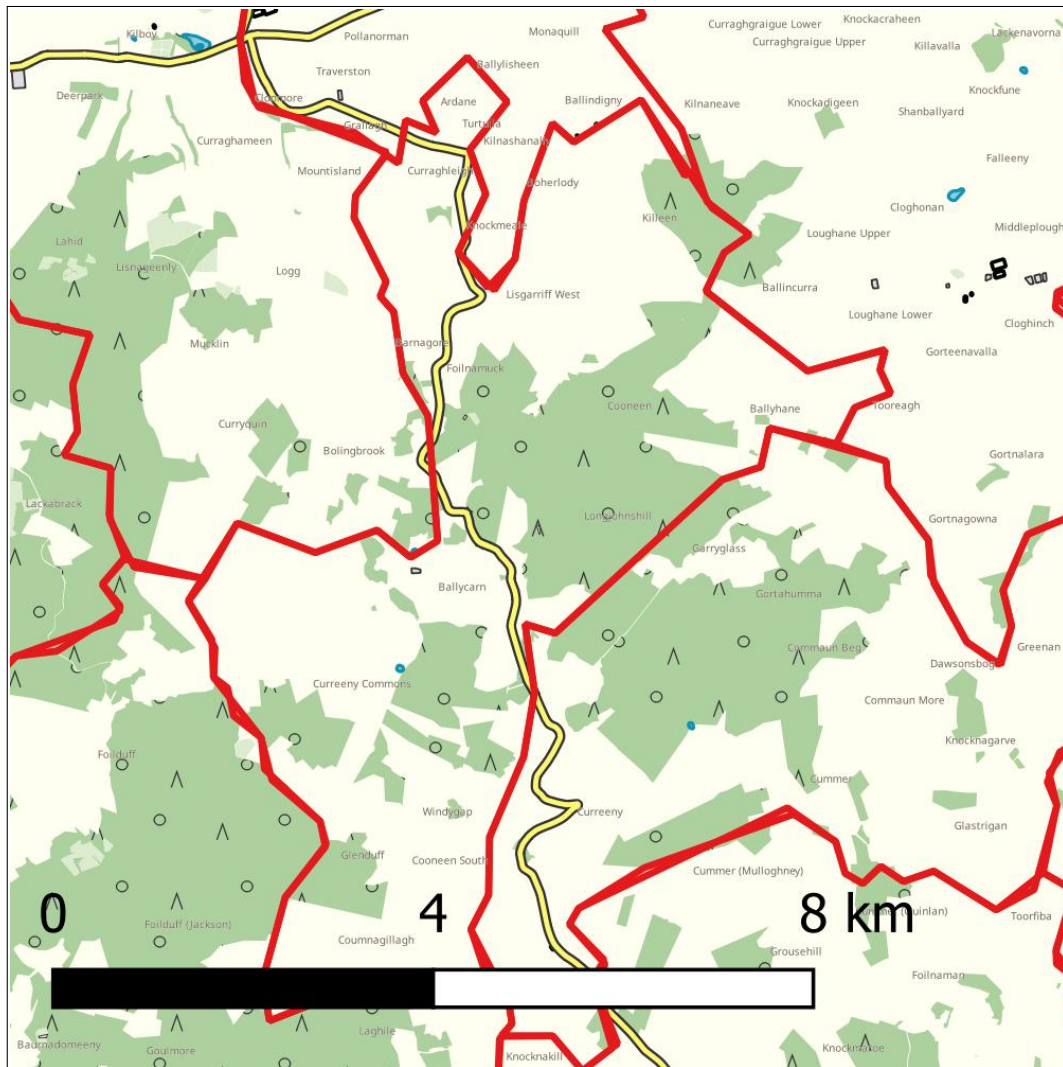 Kilboy
Pollanorman
Monaquill
Curraghgraigue Lower
Knockacraheen
Curraghgraigue Upper
Killavalla
Lackenavorna
Traverston
Ballylisheen
Deerpark
Clonmore
Ardane
Ballindigny
Kilnaneave
Knockadigeen
Knockfune
Shanballyard
Grallagh
Turtulla
Curraghameen
Kilnashanally
Falleeny
Mountisland
Curraghleigh
Boherlody
Killeen
Cloghonan
Knockmeale
Loughane Upper
Middleplough
Lahid
Lisnageenly
Logg
Lisgarriff West
Ballincurra
Loughane Lower
Cloghinch
Mucklin
Barnagore
Gorteenavalla
Foilnamuck
Cooneen
Ballyhane
Tooreagh
Curryquin
Bolingbrook
Gortnalara
Lackabrack
Longjohnshill
Gortnagowna
Garryglass
Ballycarn
Gortahumma
Commaun Beg
Greenan
Dawsonsbog
Curreeny Commons
Commaun More
Foilduff
Knocknagarve
Cummer
Windygap
Curreeny
Glastrigan
Glenduff
Cooneen South
Cummer (Mulloghney)
0 4 8 km
Foilduff (Jackson)
Toorfiba
Coumnagillagh
Grousehill
Foilnaman
Laghile
Baurnadomeeny
Goulmore
Knocknakill